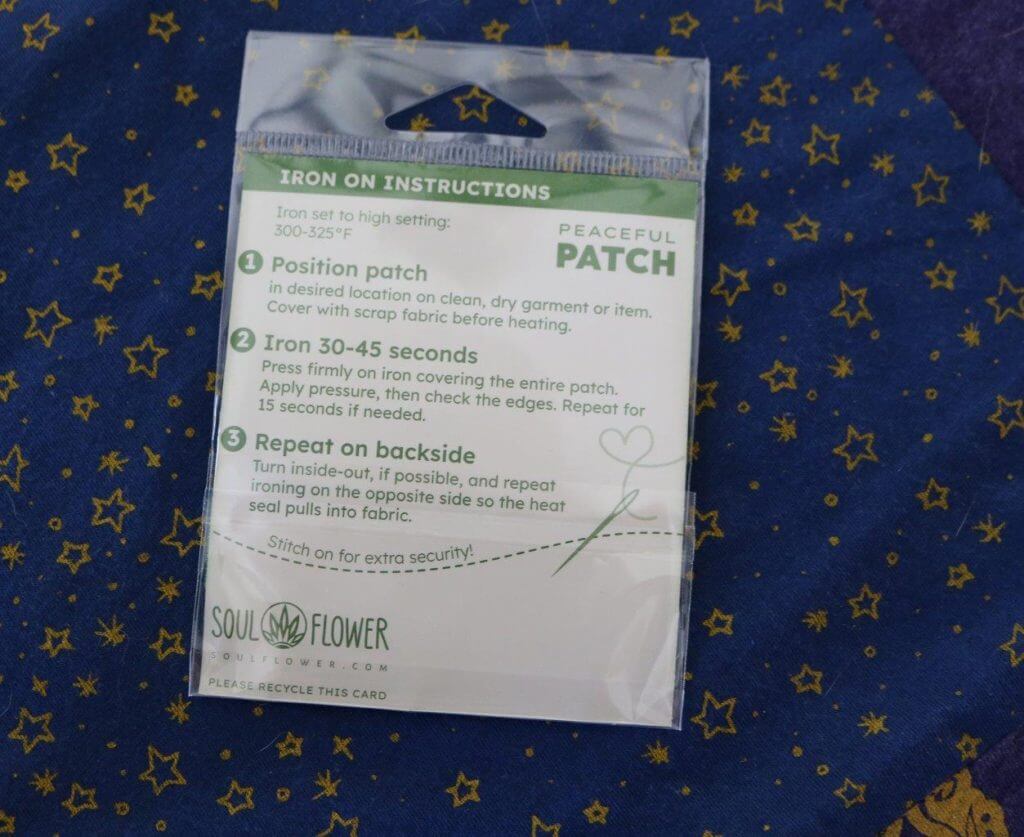 IRON ON INSTRUCTIONS
Iron set to high setting:
300-325°F
PEACEFUL
PATCH
1 Position patch
in desired location on clean, dry garment or item.
Cover with scrap fabric before heating.
2 Iron 30-45 seconds
Press firmly on iron covering the entire patch.
Apply pressure, then check the edges. Repeat for
15 seconds if needed.
3 Repeat on backside
Turn inside-out, if possible, and repeat
ironing on the opposite side so the heat
seal pulls into fabric.
Stitch on for extra security!
SOUL FLOWER
SOULFLOWER.COM
PLEASE RECYCLE THIS CARD